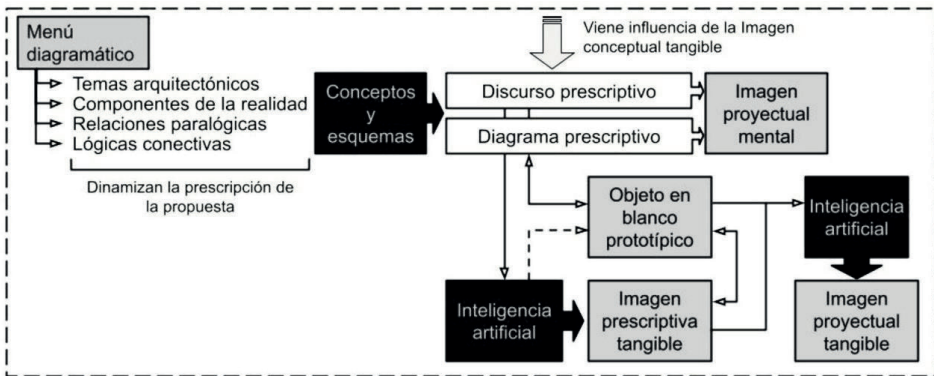 Menú
diagramático
Temas arquitectónicos
Componentes de la realidad
Relaciones paralógicas
Lógicas conectivas
Dinamizan la prescripción de
la propuesta
Conceptos
y
esquemas
Viene influencia de la Imagen
conceptual tangible
Discurso prescriptivo
Diagrama prescriptivo
Imagen
proyectual
mental
Objeto en
blanco
prototípico
Inteligencia
artificial
Inteligencia
artificial
Imagen
prescriptiva
tangible
Imagen
proyectual
tangible